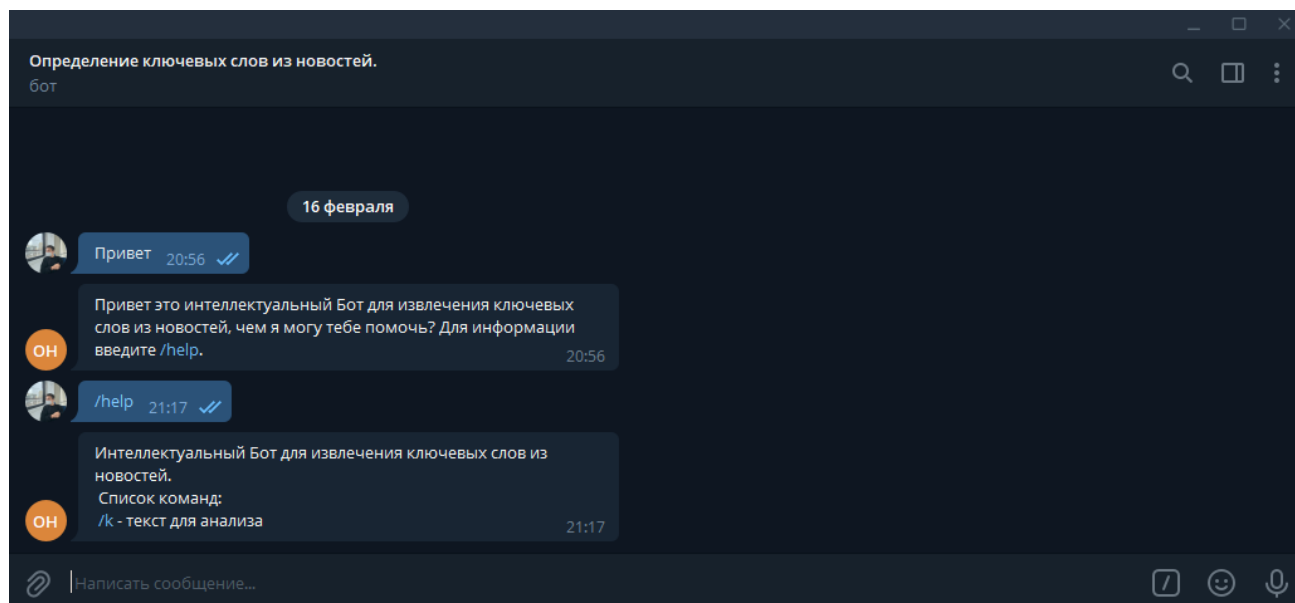 Определение ключевых слов из новостей.
бот
16 февраля
Привет 20:56
Привет это интеллектуальный Бот для извлечения ключевых
слов из новостей, чем я могу тебе помочь? Для информации
введите /help.
20:56
ОН
/help 21:17
Интеллектуальный Бот для извлечения ключевых слов из
новостей.
Список команд:
/k - текст для анализа
21:17
ОН
Написать сообщение...